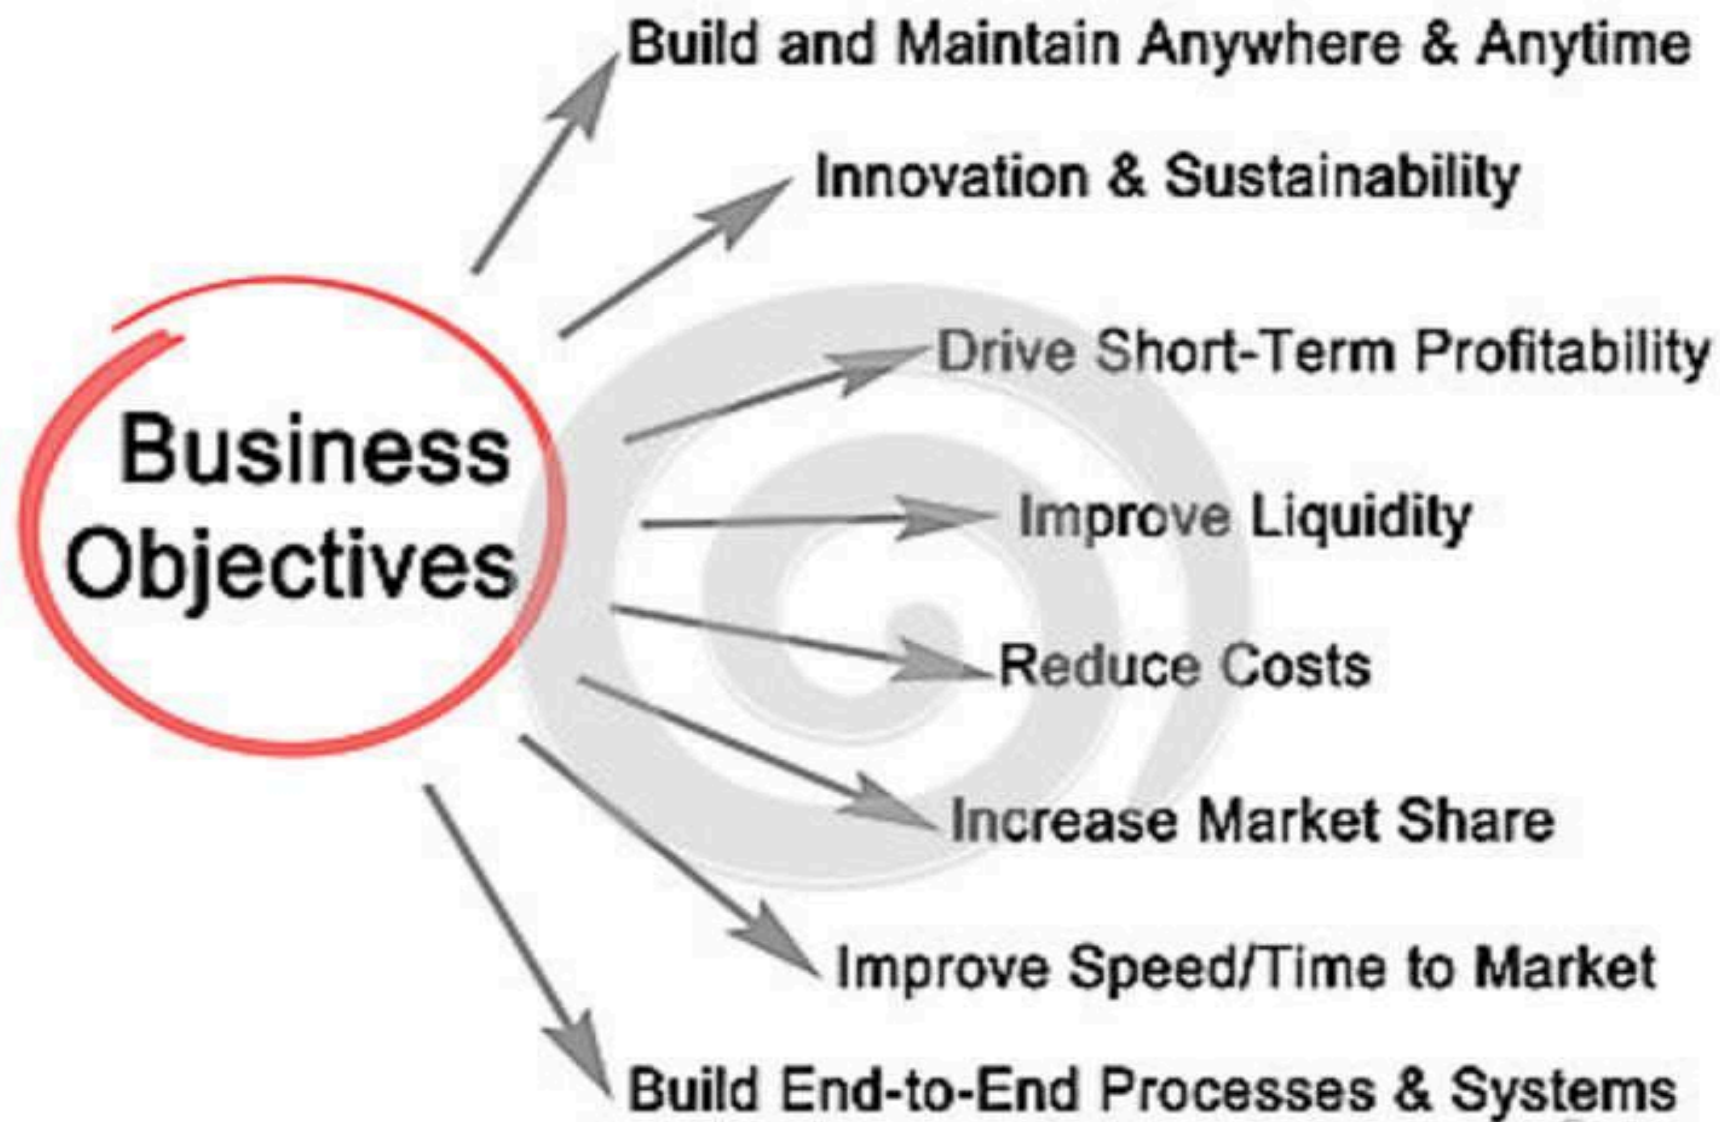 Build and Maintain Anywhere & Anytime
Innovation & Sustainability
Drive Short-Term Profitability
Business
Objectives
Improve Liquidity
Reduce Costs
Increase Market Share
Improve Speed/Time to Market
Build End-to-End Processes & Systems